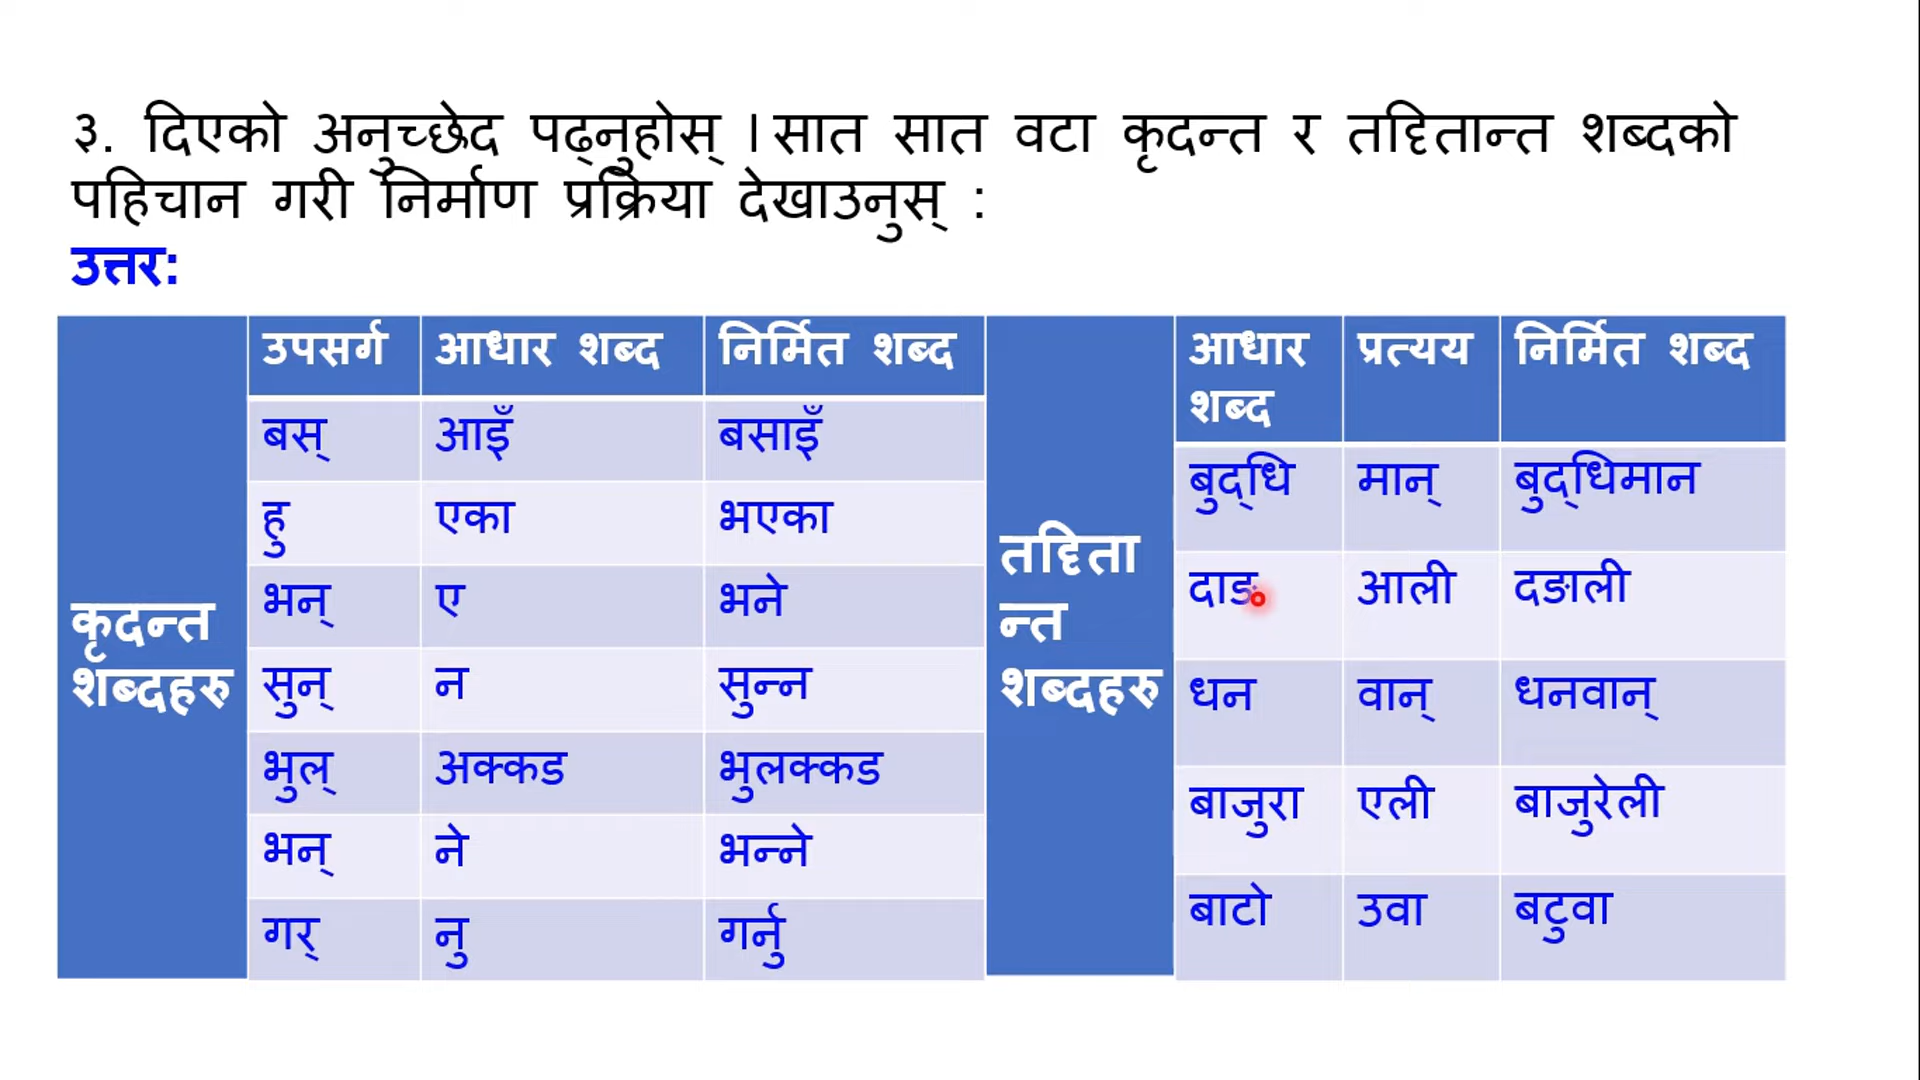 ३. दिएको अनुच्छेद पढ्नुहोस् । सात सात वटा कृदन्त र तद्दितान्त शब्दको
पहिचान गरी निर्माण प्रक्रिया देखाउनुस् :
उत्तर:
कृदन्त
शब्दहरु
उपसर्ग आधार शब्द निर्मित शब्द
बस् आइँ बसाइँ
हु एका भएका
भन् ए भने
सुन् न सुन्न
भुल् अक्कड भुलक्कड
भन् ने भन्ने
गर् नु गर्नु
तद्दिता
न्त
शब्दहरु
आधार
शब्द
प्रत्यय निर्मित शब्द
बुद्‌धि मान् बुद्‌धिमान
दाङ आली दङाली
धन वान् धनवान्
बाजुरा एली बाजुरेली
बाटो उवा बटुवा